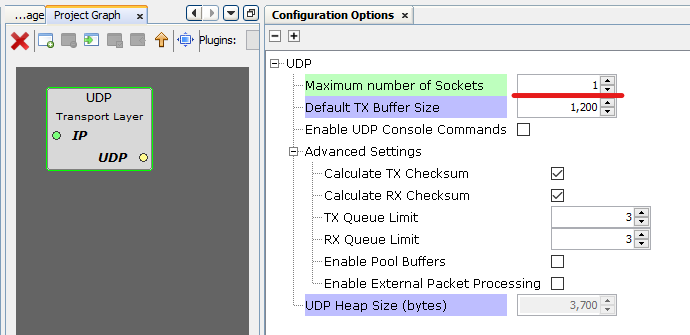 ...age Project Graph x
Configuration Options x
Plugins:
UDP
Transport Layer
IP
UDP
UDP
Maximum number of Sockets 1
Default TX Buffer Size 1,200
Enable UDP Console Commands
Advanced Settings
Calculate TX Checksum
Calculate RX Checksum
TX Queue Limit 3
RX Queue Limit 3
Enable Pool Buffers
Enable External Packet Processing
UDP Heap Size (bytes) 3,700